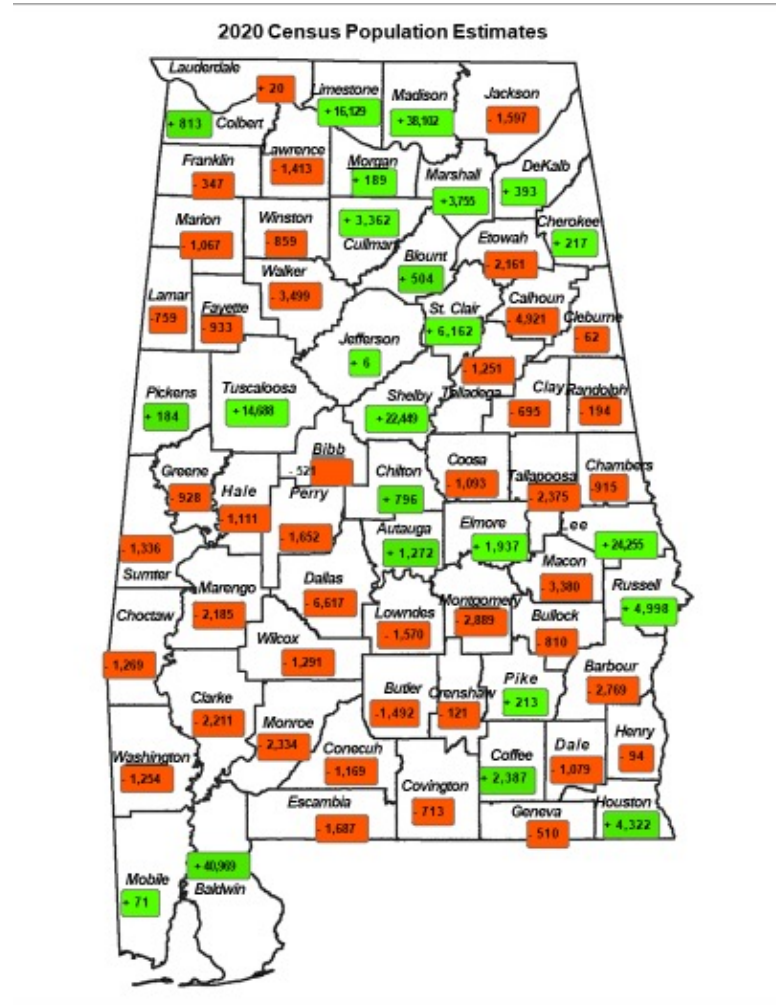 2020 Census Population Estimates
Lauderdale
+ 20
Limestone
+ 16,129
Madison
+ 38,102
Jackson
- 1,597
+ 813
Colbert
Lawrence
- 1,413
Franklin
- 347
Morgan
+ 189
Marshall
+3,755
DeKalb
+ 393
Marion
- 1,067
Winston
- 859
+ 3,362
Cullman
Cherokee
+ 217
Etowah
- 2,161
Blount
+ 504
Walker
- 3,499
Lamar
-759
Fayette
- 933
St. Clair
+ 6,162
Calhoun
- 4,921
Cleburne
- 62
Jefferson
+ 6
- 1,251
Talladega
Clay
- 695
Randolph
- 194
Pickens
+ 184
Tuscaloosa
+ 14,688
Shelby
+ 22,449
Bibb
- 521
Greene
- 928
Hale
- 1,111
Perry
- 1,652
Chilton
+ 796
Coosa
- 1,093
Tallapoosa
- 2,375
Chambers
-915
- 1,336
Sumter
Autauga
+ 1,272
Elmore
+ 1,937
Lee
+ 24,255
Macon
- 3,380
Russell
+ 4,998
Marengo
- 2,185
Dallas
- 6,617
Choctaw
- 1,269
Lowndes
- 1,570
Montgomery
- 2,889
Bullock
- 810
Wilcox
- 1,291
Barbour
- 2,769
Pike
+ 213
Butler
-1,492
Crenshaw
- 121
Clarke
- 2,211
Monroe
- 2,334
Conecuh
- 1,169
Washington
- 1,254
Coffee
+ 2,387
Dale
- 1,079
Henry
- 94
Covington
- 713
Escambia
- 1,687
Geneva
- 510
Houston
+ 4,322
+ 40,969
Baldwin
Mobile
+ 71